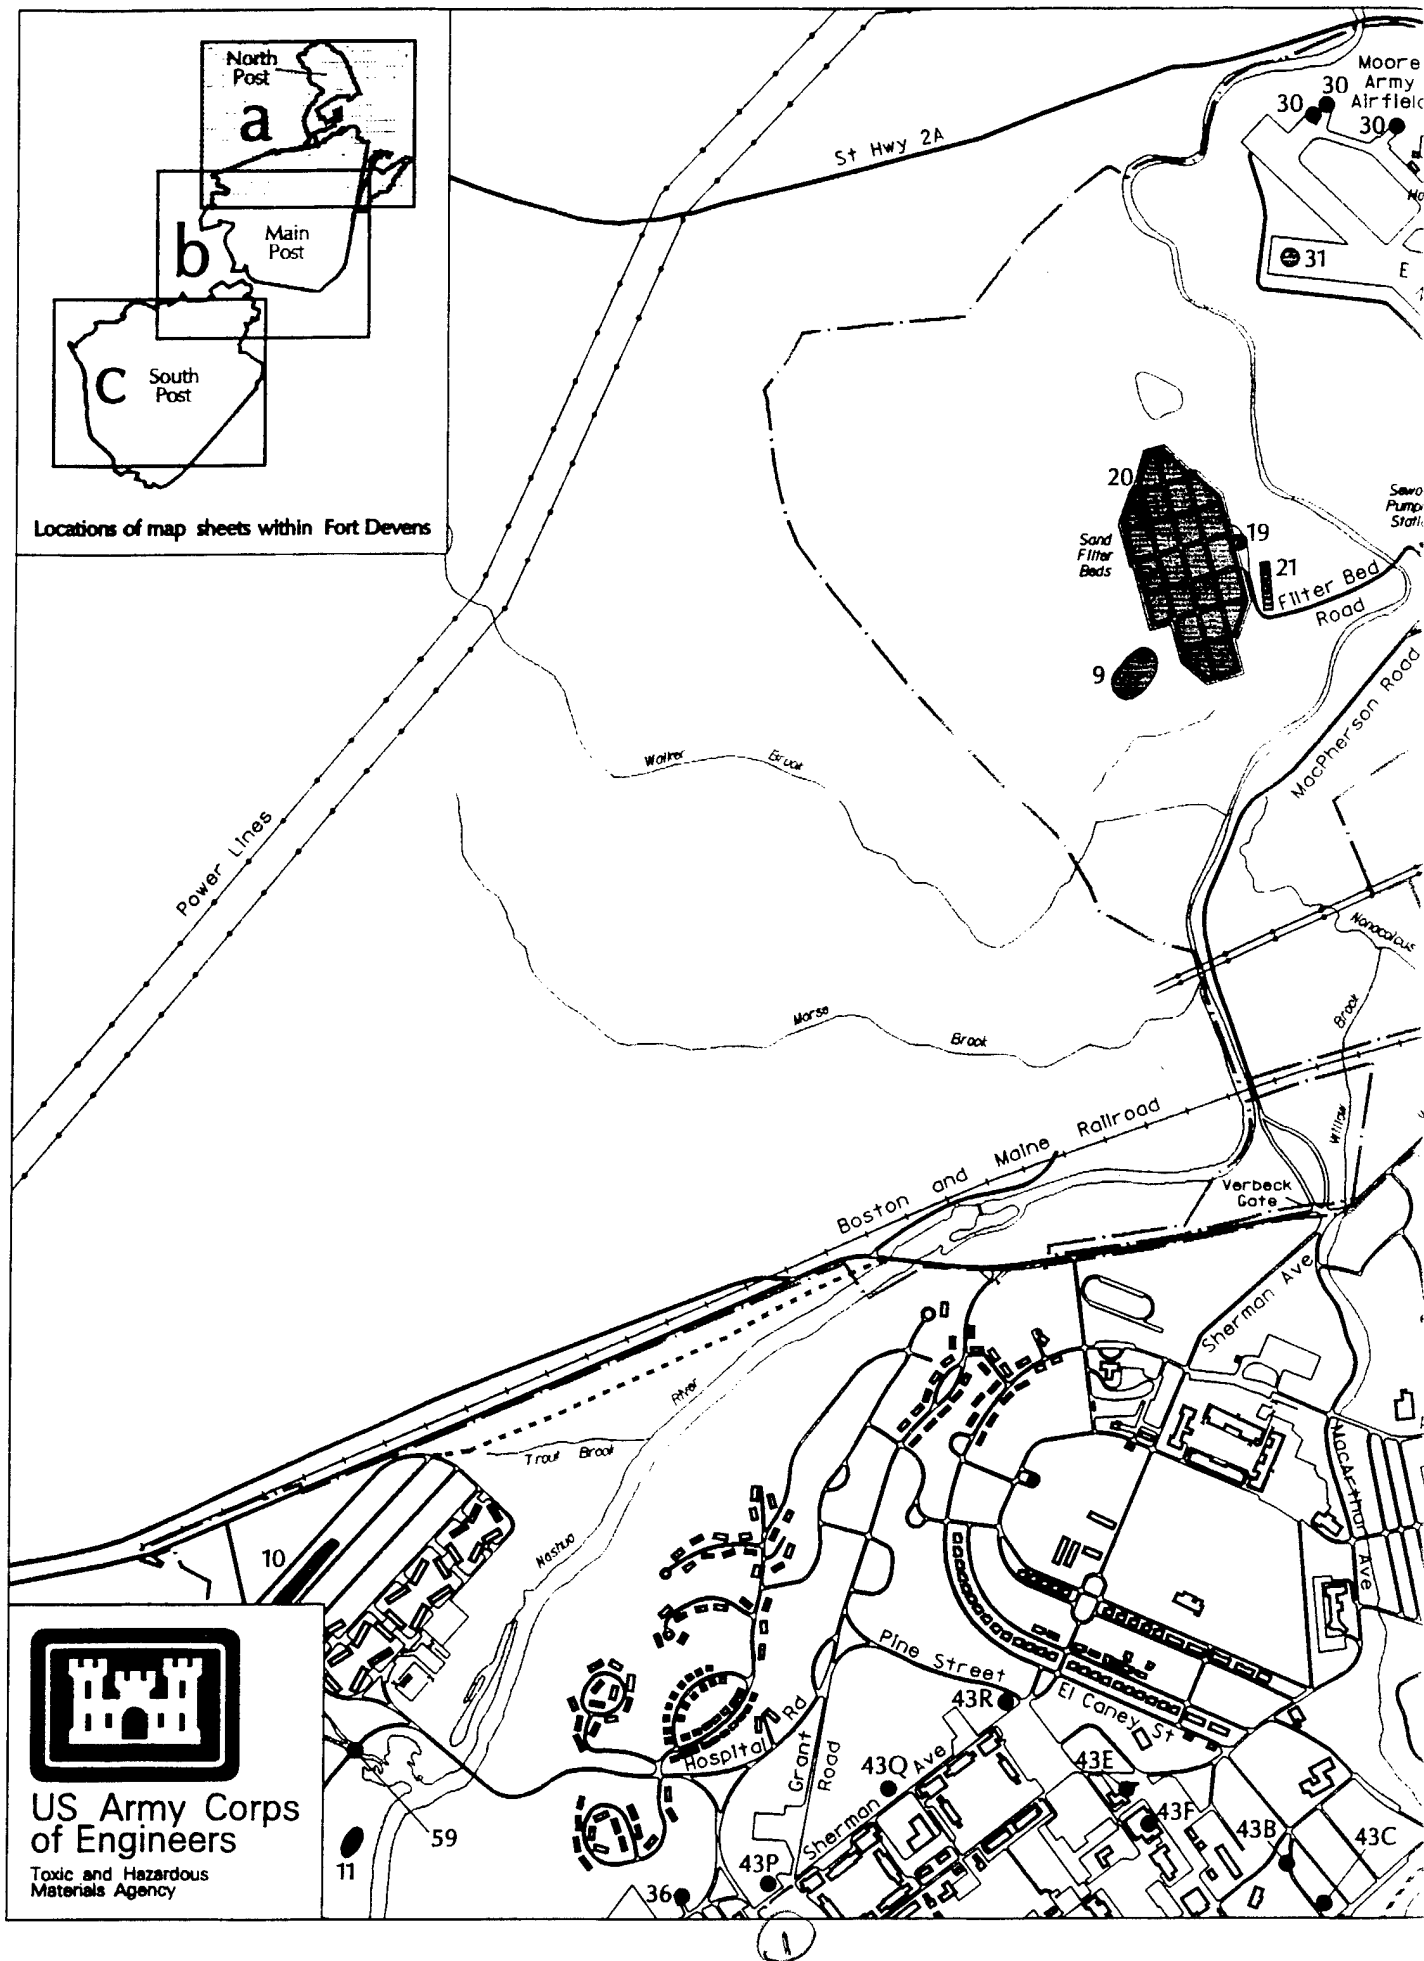 North
Post
a
b
Main
Post
C
South
Post
Locations of map sheets within Fort Devens
St Hwy 2A
Moore
Army
30
30
30
31
E
20
Sand
Filter
Beds
19
21
Filter Bed
Road
9
MacPherson Road
Walker Brook
Power Lines
Nonacoicus
Morse Brook
Brook
Willow
Boston and Maine Railroad
Verbeck
Gate
Sherman Ave
River
Trout Brook
Nashua
MacArthur Ave
10
Pine Street
43R
El Caney St
Hospital Rd
Grant
Road
43Q
Sherman Ave
43E
43F
43B
43C
43P
36
59
11
US Army Corps
of Engineers
Toxic and Hazardous
Materials Agency
1